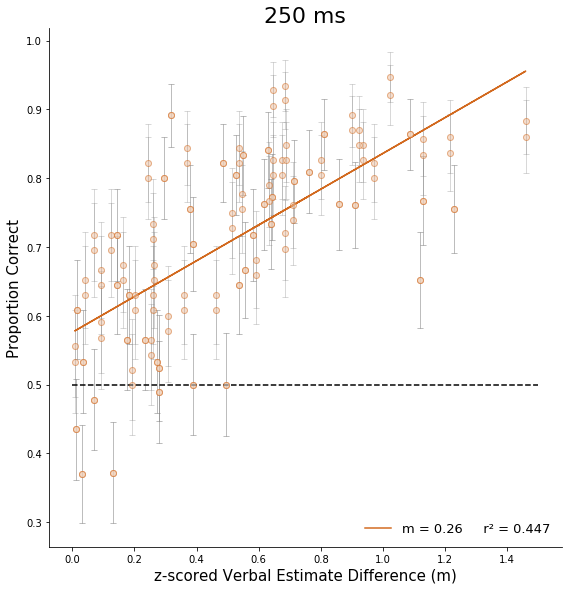 250 ms
1.0
0.9
0.8
0.7
0.6
0.5
0.4
0.3
Proportion Correct
m = 0.26 r² = 0.447
0.0 0.2 0.4 0.6 0.8 1.0 1.2 1.4
z-scored Verbal Estimate Difference (m)